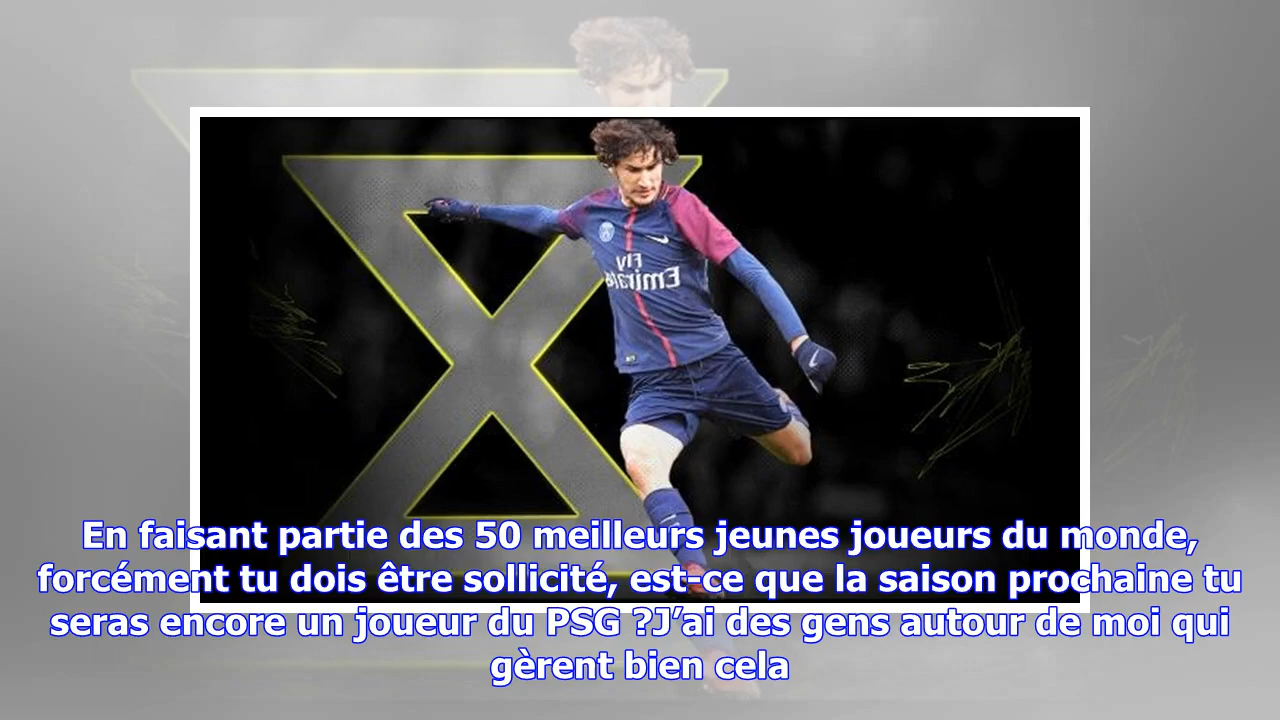 Fly
Emirates
En faisant partie des 50 meilleurs jeunes joueurs du monde,
forcément tu dois être sollicité, est-ce que la saison prochaine tu
seras encore un joueur du PSG ?J’ai des gens autour de moi qui
gèrent bien cela